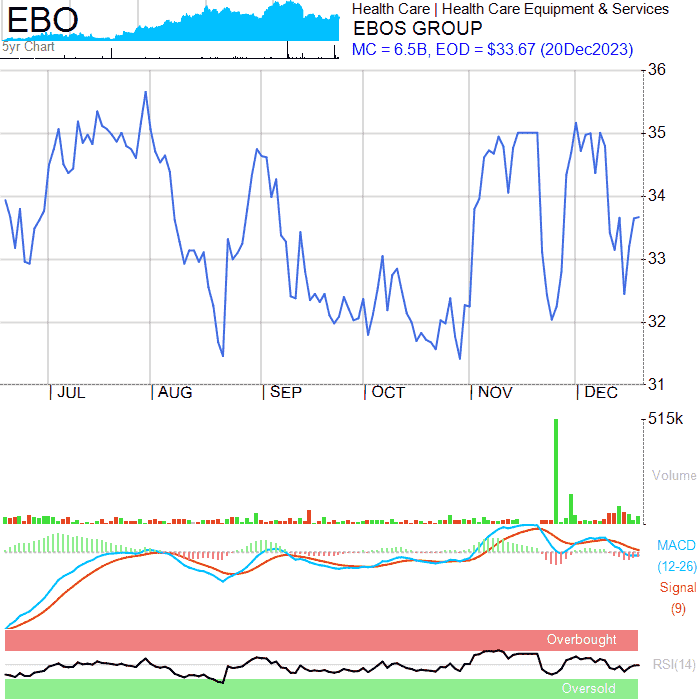 EBO
5yr Chart
Health Care | Health Care Equipment & Services
EBOS GROUP
MC = 6.5B, EOD = $33.67 (20Dec2023)
36
35
34
33
32
31
| JUL | AUG | SEP | OCT | NOV | DEC
515k
Volume
MACD
(12-26)
Signal
(9)
Overbought
RSI(14)
Oversold